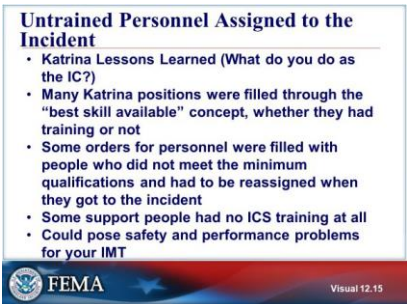 Untrained Personnel Assigned to the
Incident
• Katrina Lessons Learned (What do you do as
the IC?)
• Many Katrina positions were filled through the
“best skill available” concept, whether they had
training or not
• Some orders for personnel were filled with
people who did not meet the minimum
qualifications and had to be reassigned when
they got to the incident
• Some support people had no ICS training at all
• Could pose safety and performance problems
for your IMT
FEMA
Visual 12.15